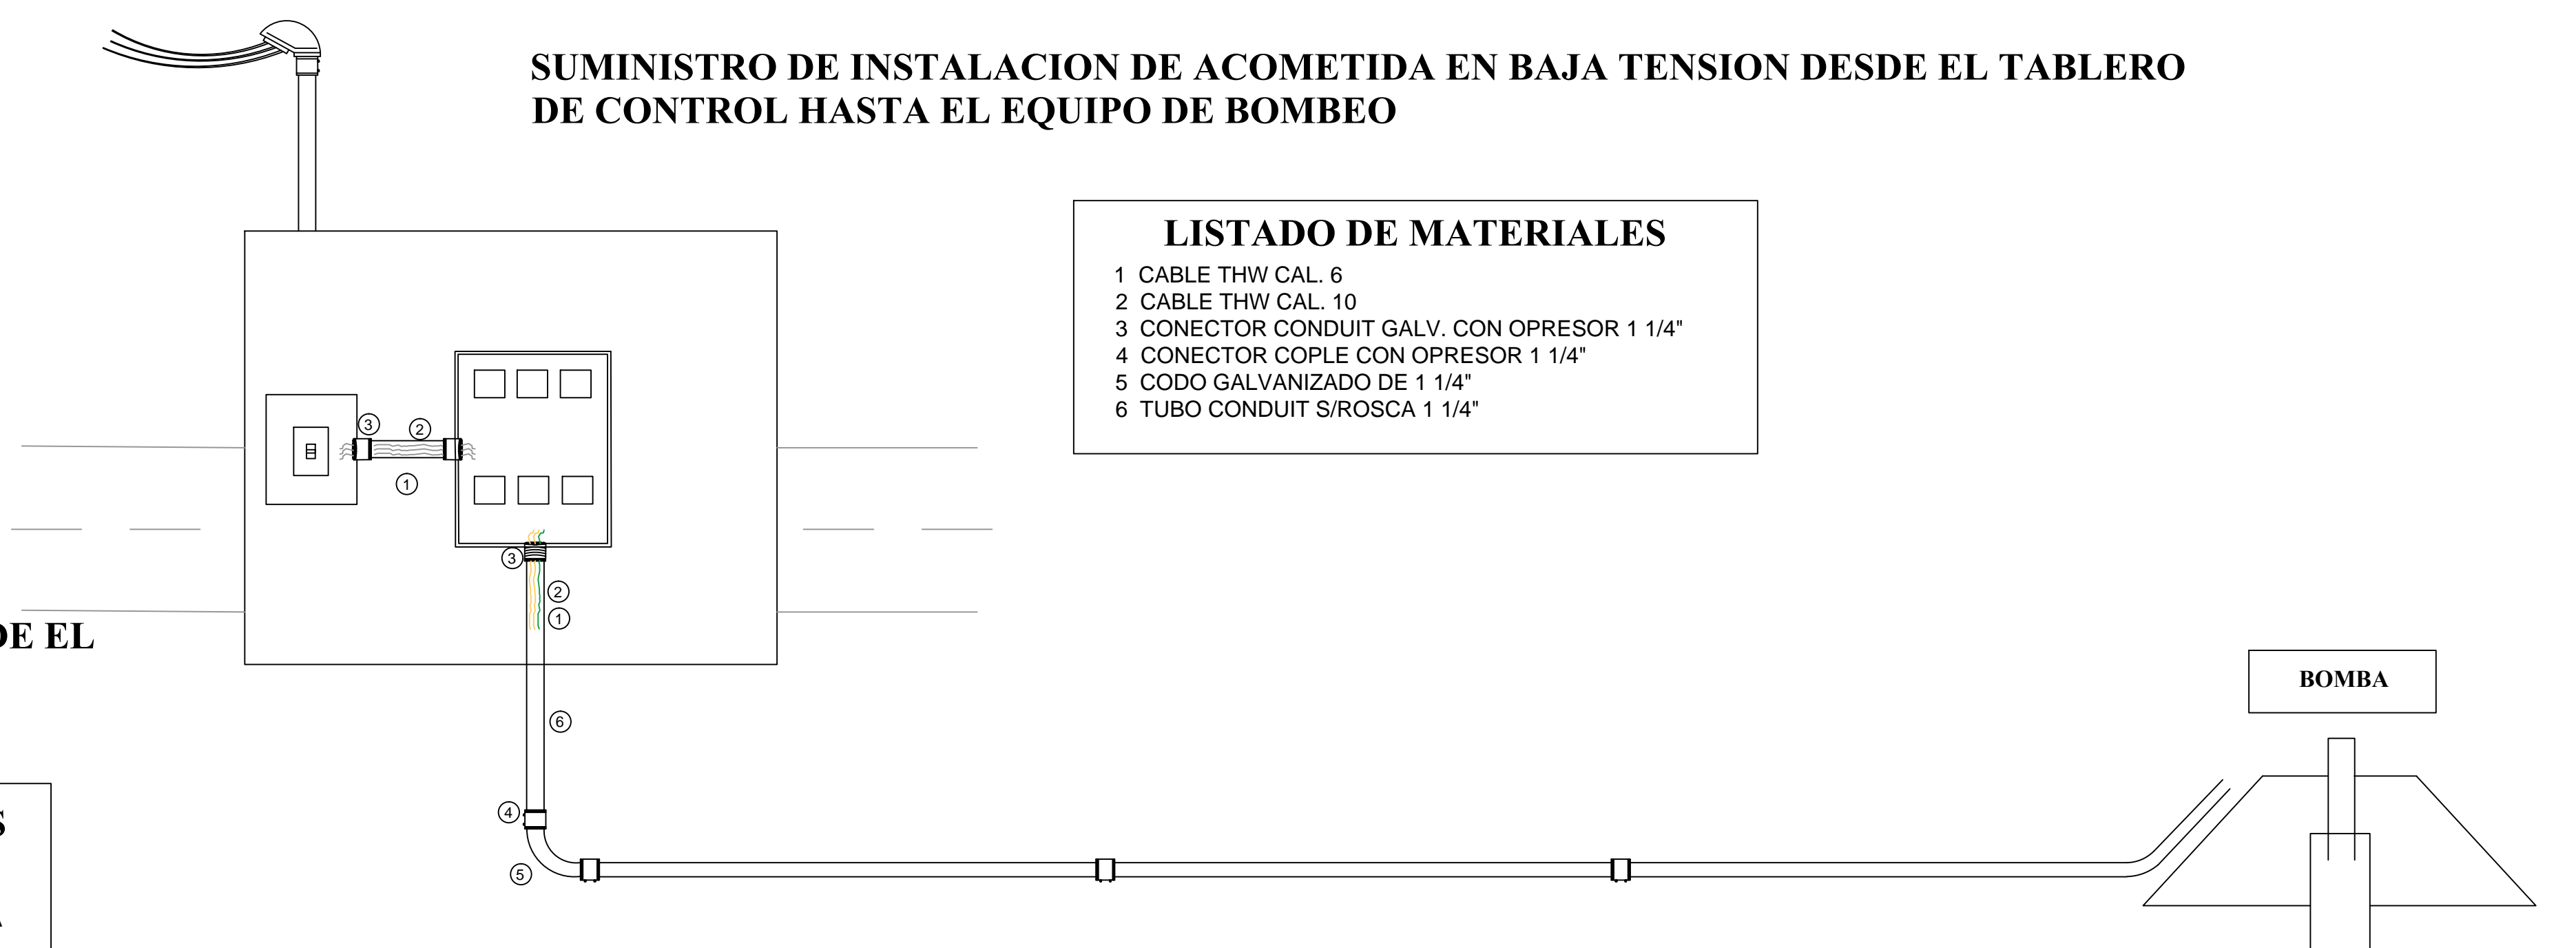 SUMINISTRO DE INSTALACION DE ACOMETIDA EN BAJA TENSION DESDE EL TABLERO
DE CONTROL HASTA EL EQUIPO DE BOMBEO
LISTADO DE MATERIALES
1 CABLE THW CAL. 6
2 CABLE THW CAL. 10
3 CONECTOR CONDUIT GALV. CON OPRESOR 1 1/4"
4 CONECTOR COPLE CON OPRESOR 1 1/4"
5 CODO GALVANIZADO DE 1 1/4"
6 TUBO CONDUIT S/ROSCA 1 1/4"
3
2
1
3
2
1
EL
BOMBA
6
4
5